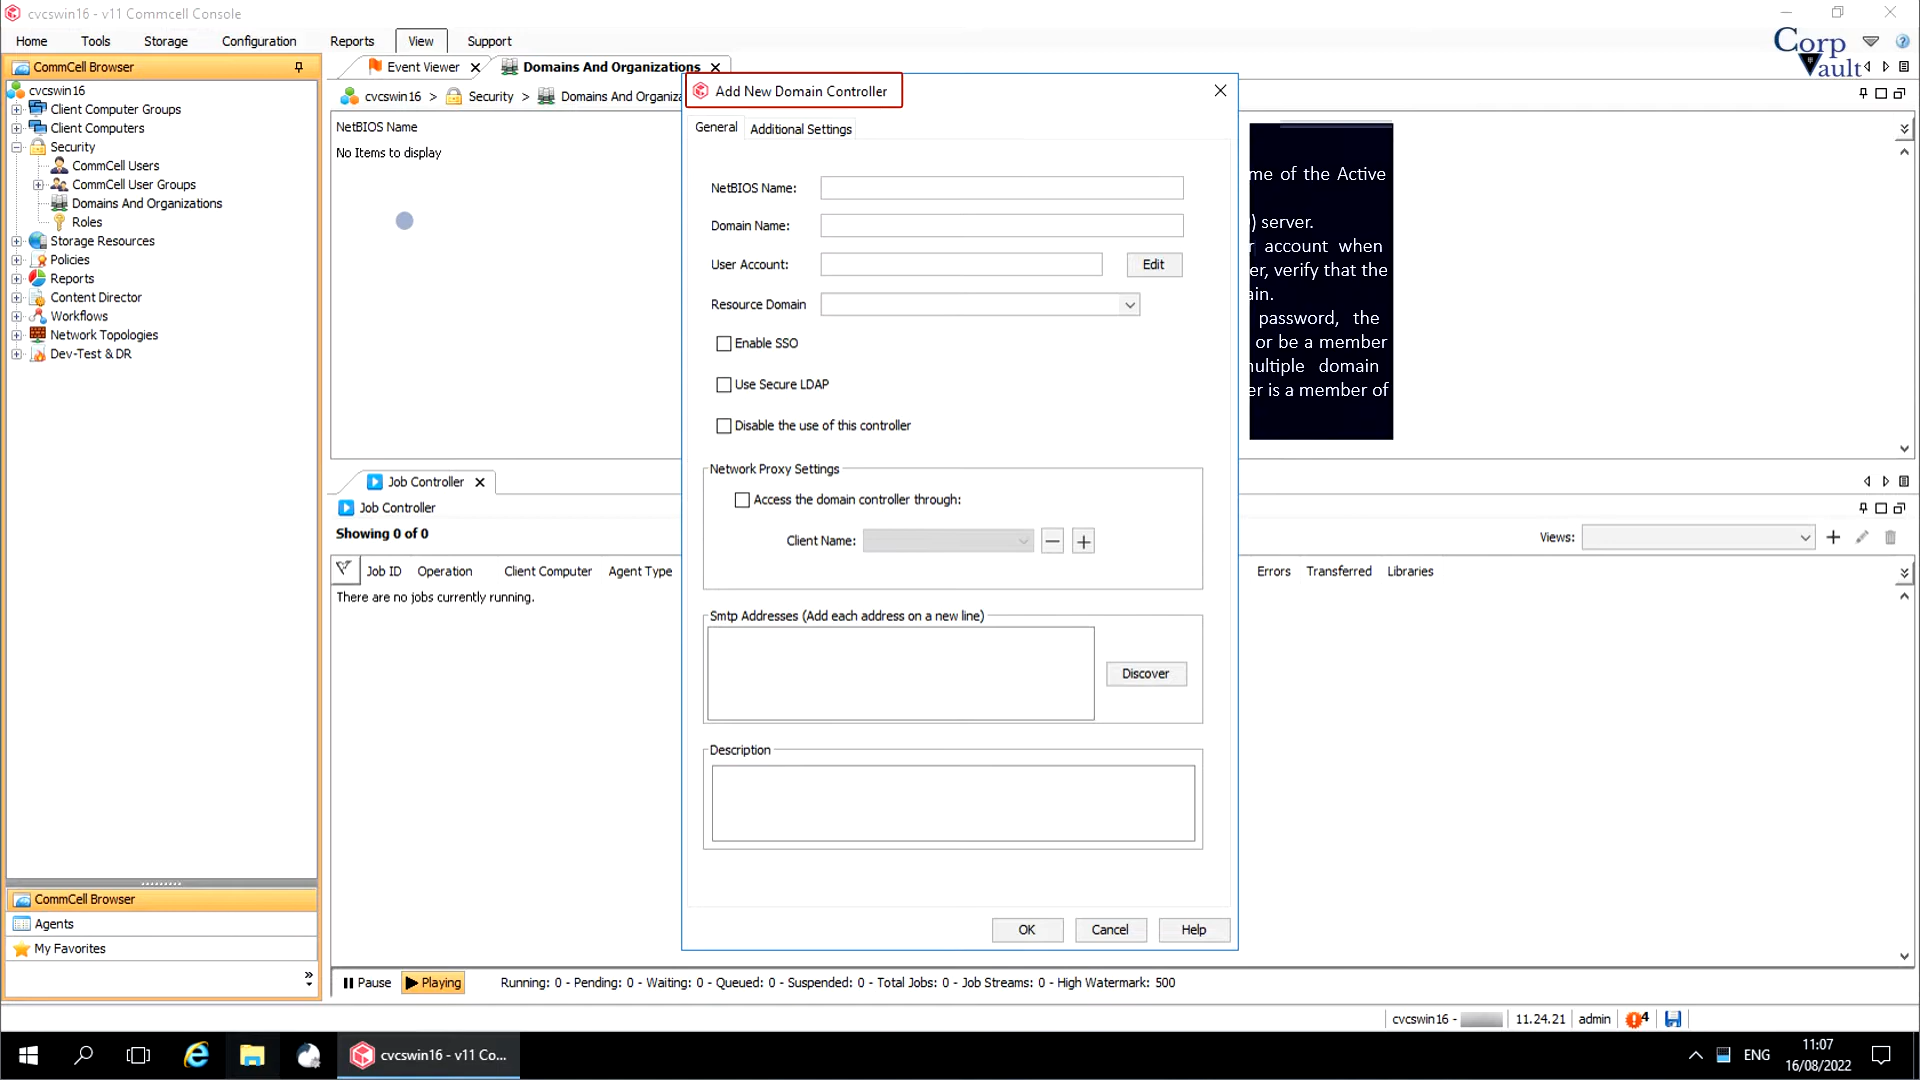 cvcswin16 - v11 Commcell Console
Home Tools Storage Configuration Reports View Support
Corp Vault
CommCell Browser
cvcswin16
Client Computer Groups
Client Computers
Security
CommCell Users
CommCell User Groups
Domains And Organizations
Roles
Storage Resources
Policies
Reports
Content Director
Workflows
Network Topologies
Dev-Test & DR
CommCell Browser
Agents
My Favorites
Event Viewer Domains And Organizations
cvcswin16 > Security > Domains And Organiza
NetBIOS Name
No Items to display
Add New Domain Controller
General Additional Settings
NetBIOS Name:
Domain Name:
User Account: Edit
Resource Domain
Enable SSO
Use Secure LDAP
Disable the use of this controller
Network Proxy Settings
Access the domain controller through:
Client Name:
Smtp Addresses (Add each address on a new line)
Discover
Description
OK Cancel Help
me of the Active
) server.
account when
er, verify that the
ain.
password, the
or be a member
ultiple domain
er is a member of
Job Controller
Job Controller
Showing 0 of 0
Views:
Job ID Operation Client Computer Agent Type Errors Transferred Libraries
There are no jobs currently running.
Pause Playing Running: 0 - Pending: 0 - Waiting: 0 - Queued: 0 - Suspended: 0 - Total Jobs: 0 - Job Streams: 0 - High Watermark: 500
cvcswin16 - 11.24.21 admin 4
cvcswin16 - v11 Co...
ENG
11:07
16/08/2022